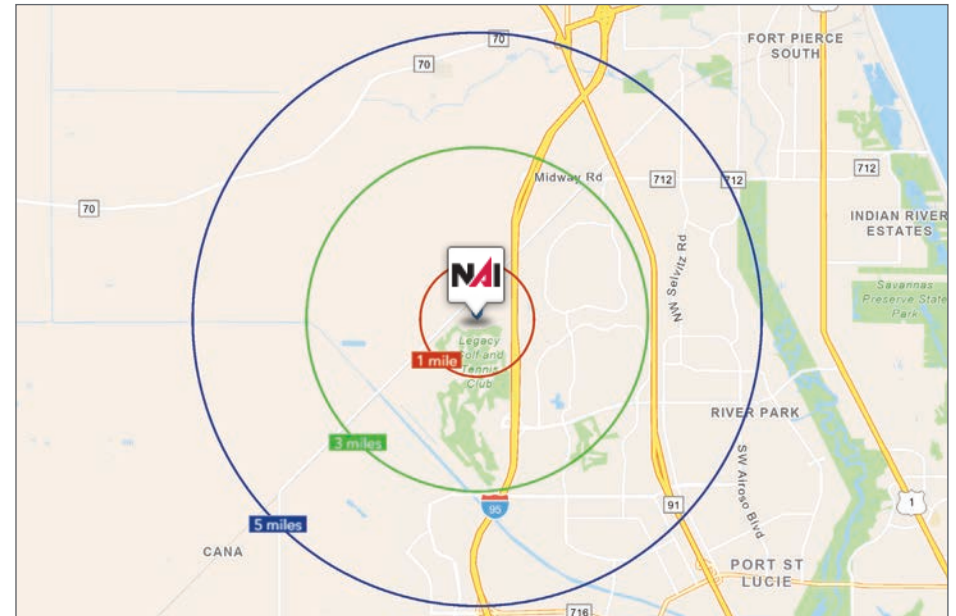 70
FORT PIERCE
SOUTH
70
Midway Rd
712
712
712
70
INDIAN RIVER
ESTATES
NW Selvitz Rd
NAI
Savannas
Preserve State
Park
Legacy
Golf and
Tennis
Club
1 mile
RIVER PARK
3 miles
SW Airoso Blvd
95
91
1
5 miles
CANA
PORT ST
LUCIE
716